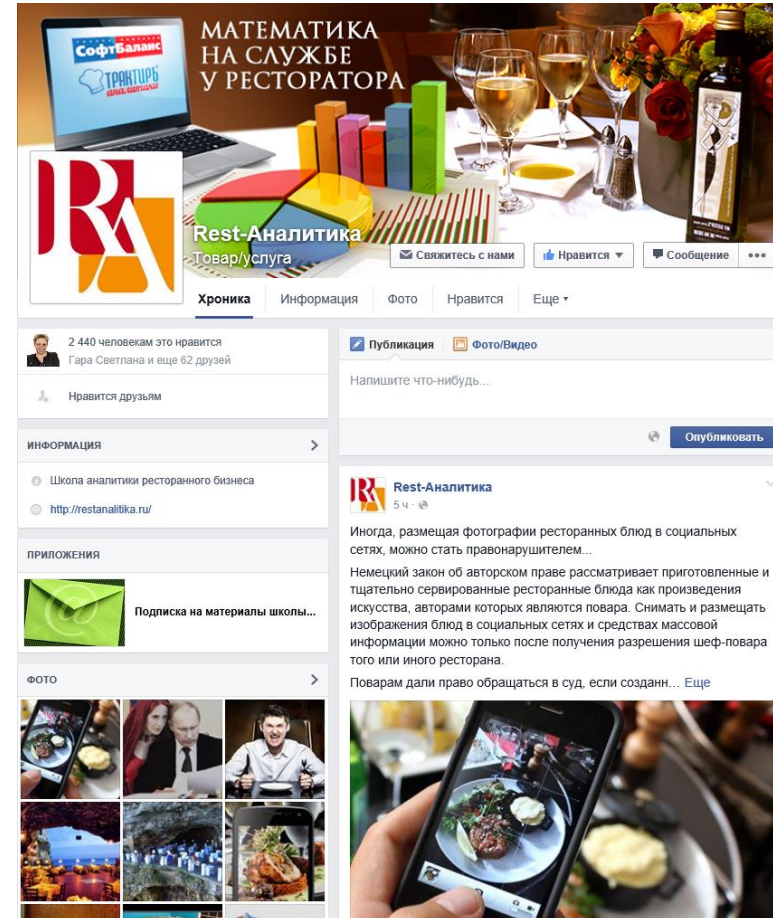 МАТЕМАТИКА
НА СЛУЖБЕ
У РЕСТОРАТОРА
СофтБаланс
ТРАКТИРЪ
аналитика
RA
Rest-Аналитика
Товар/услуга
Свяжитесь с нами
Нравится
Сообщение
Хроника
Информация
Фото
Нравится
Еще
2 440 человекам это нравится
Гара Светлана и еще 62 друзей
Нравится друзьям
ИНФОРМАЦИЯ
Школа аналитики ресторанного бизнеса
http://restanalitika.ru/
ПРИЛОЖЕНИЯ
Подписка на материалы школы...
ФОТО
Публикация
Фото/Видео
Напишите что-нибудь...
Опубликовать
RA
Rest-Аналитика
5 ч ·
Иногда, размещая фотографии ресторанных блюд в социальных
сетях, можно стать правонарушителем...
Немецкий закон об авторском праве рассматривает приготовленные и
тщательно сервированные ресторанные блюда как произведения
искусства, авторами которых являются повара. Снимать и размещать
изображения блюд в социальных сетях и средствах массовой
информации можно только после получения разрешения шеф-повара
того или иного ресторана.
Поварам дали право обращаться в суд, если созданн... Еще